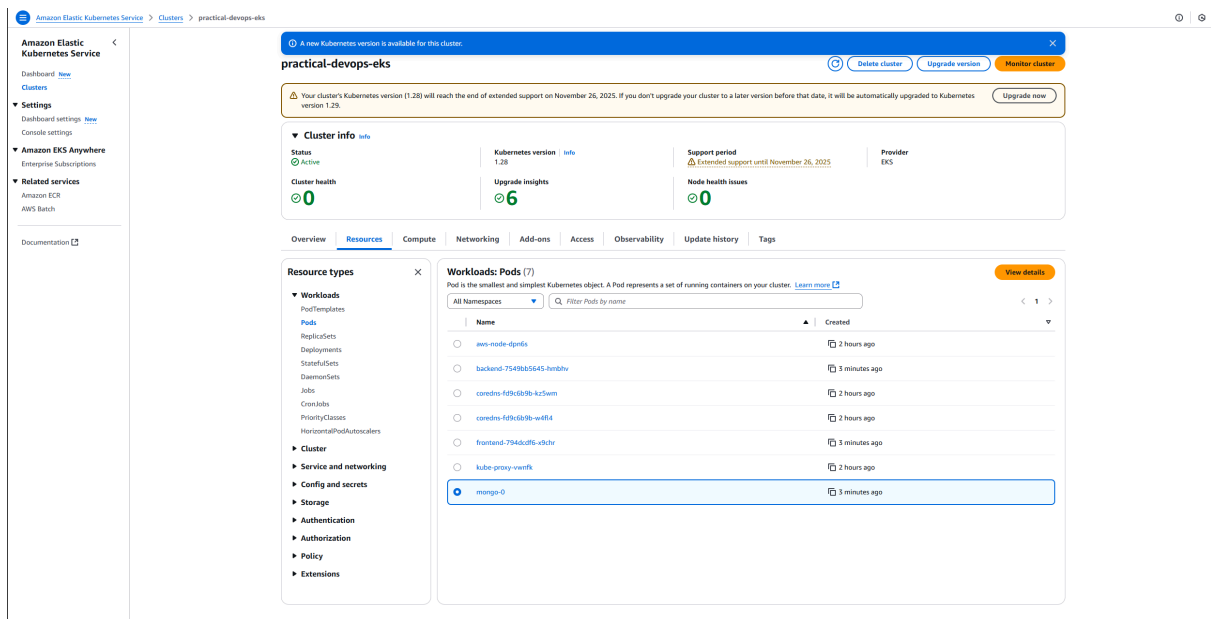 Amazon Elastic Kubernetes Service > Clusters > practical-devops-eks
Amazon Elastic
Kubernetes Service
Dashboard New
Clusters
Settings
Dashboard settings New
Console settings
Amazon EKS Anywhere
Enterprise Subscriptions
Related services
Amazon ECR
AWS Batch
Documentation
A new Kubernetes version is available for this cluster.
practical-devops-eks
Delete cluster
Upgrade version
Monitor cluster
Your cluster's Kubernetes version (1.28) will reach the end of extended support on November 26, 2025. If you don't upgrade your cluster to a later version before that date, it will be automatically upgraded to Kubernetes
version 1.29.
Upgrade now
Cluster info Info
Status
Active
Kubernetes version Info
1.28
Support period
Extended support until November 26, 2025
Provider
EKS
Cluster health
0
Upgrade insights
6
Node health issues
0
Overview Resources Compute Networking Add-ons Access Observability Update history Tags
Resource types
Workloads
PodTemplates
Pods
ReplicaSets
Deployments
StatefulSets
DaemonSets
Jobs
CronJobs
PriorityClasses
HorizontalPodAutoscalers
Cluster
Service and networking
Config and secrets
Storage
Authentication
Authorization
Policy
Extensions
Workloads: Pods (7)
View details
Pod is the smallest and simplest Kubernetes object. A Pod represents a set of running containers on your cluster. Learn more
All Namespaces
Filter Pods by name
1
Name Created
aws-node-dpn6s 2 hours ago
backend-7549bb5645-hmbhv 3 minutes ago
coredns-fd9c6b9b-kz5wm 2 hours ago
coredns-fd9c6b9b-w4fl4 2 hours ago
frontend-794dcdf6-x9chr 3 minutes ago
kube-proxy-vwnfk 2 hours ago
mongo-0 3 minutes ago